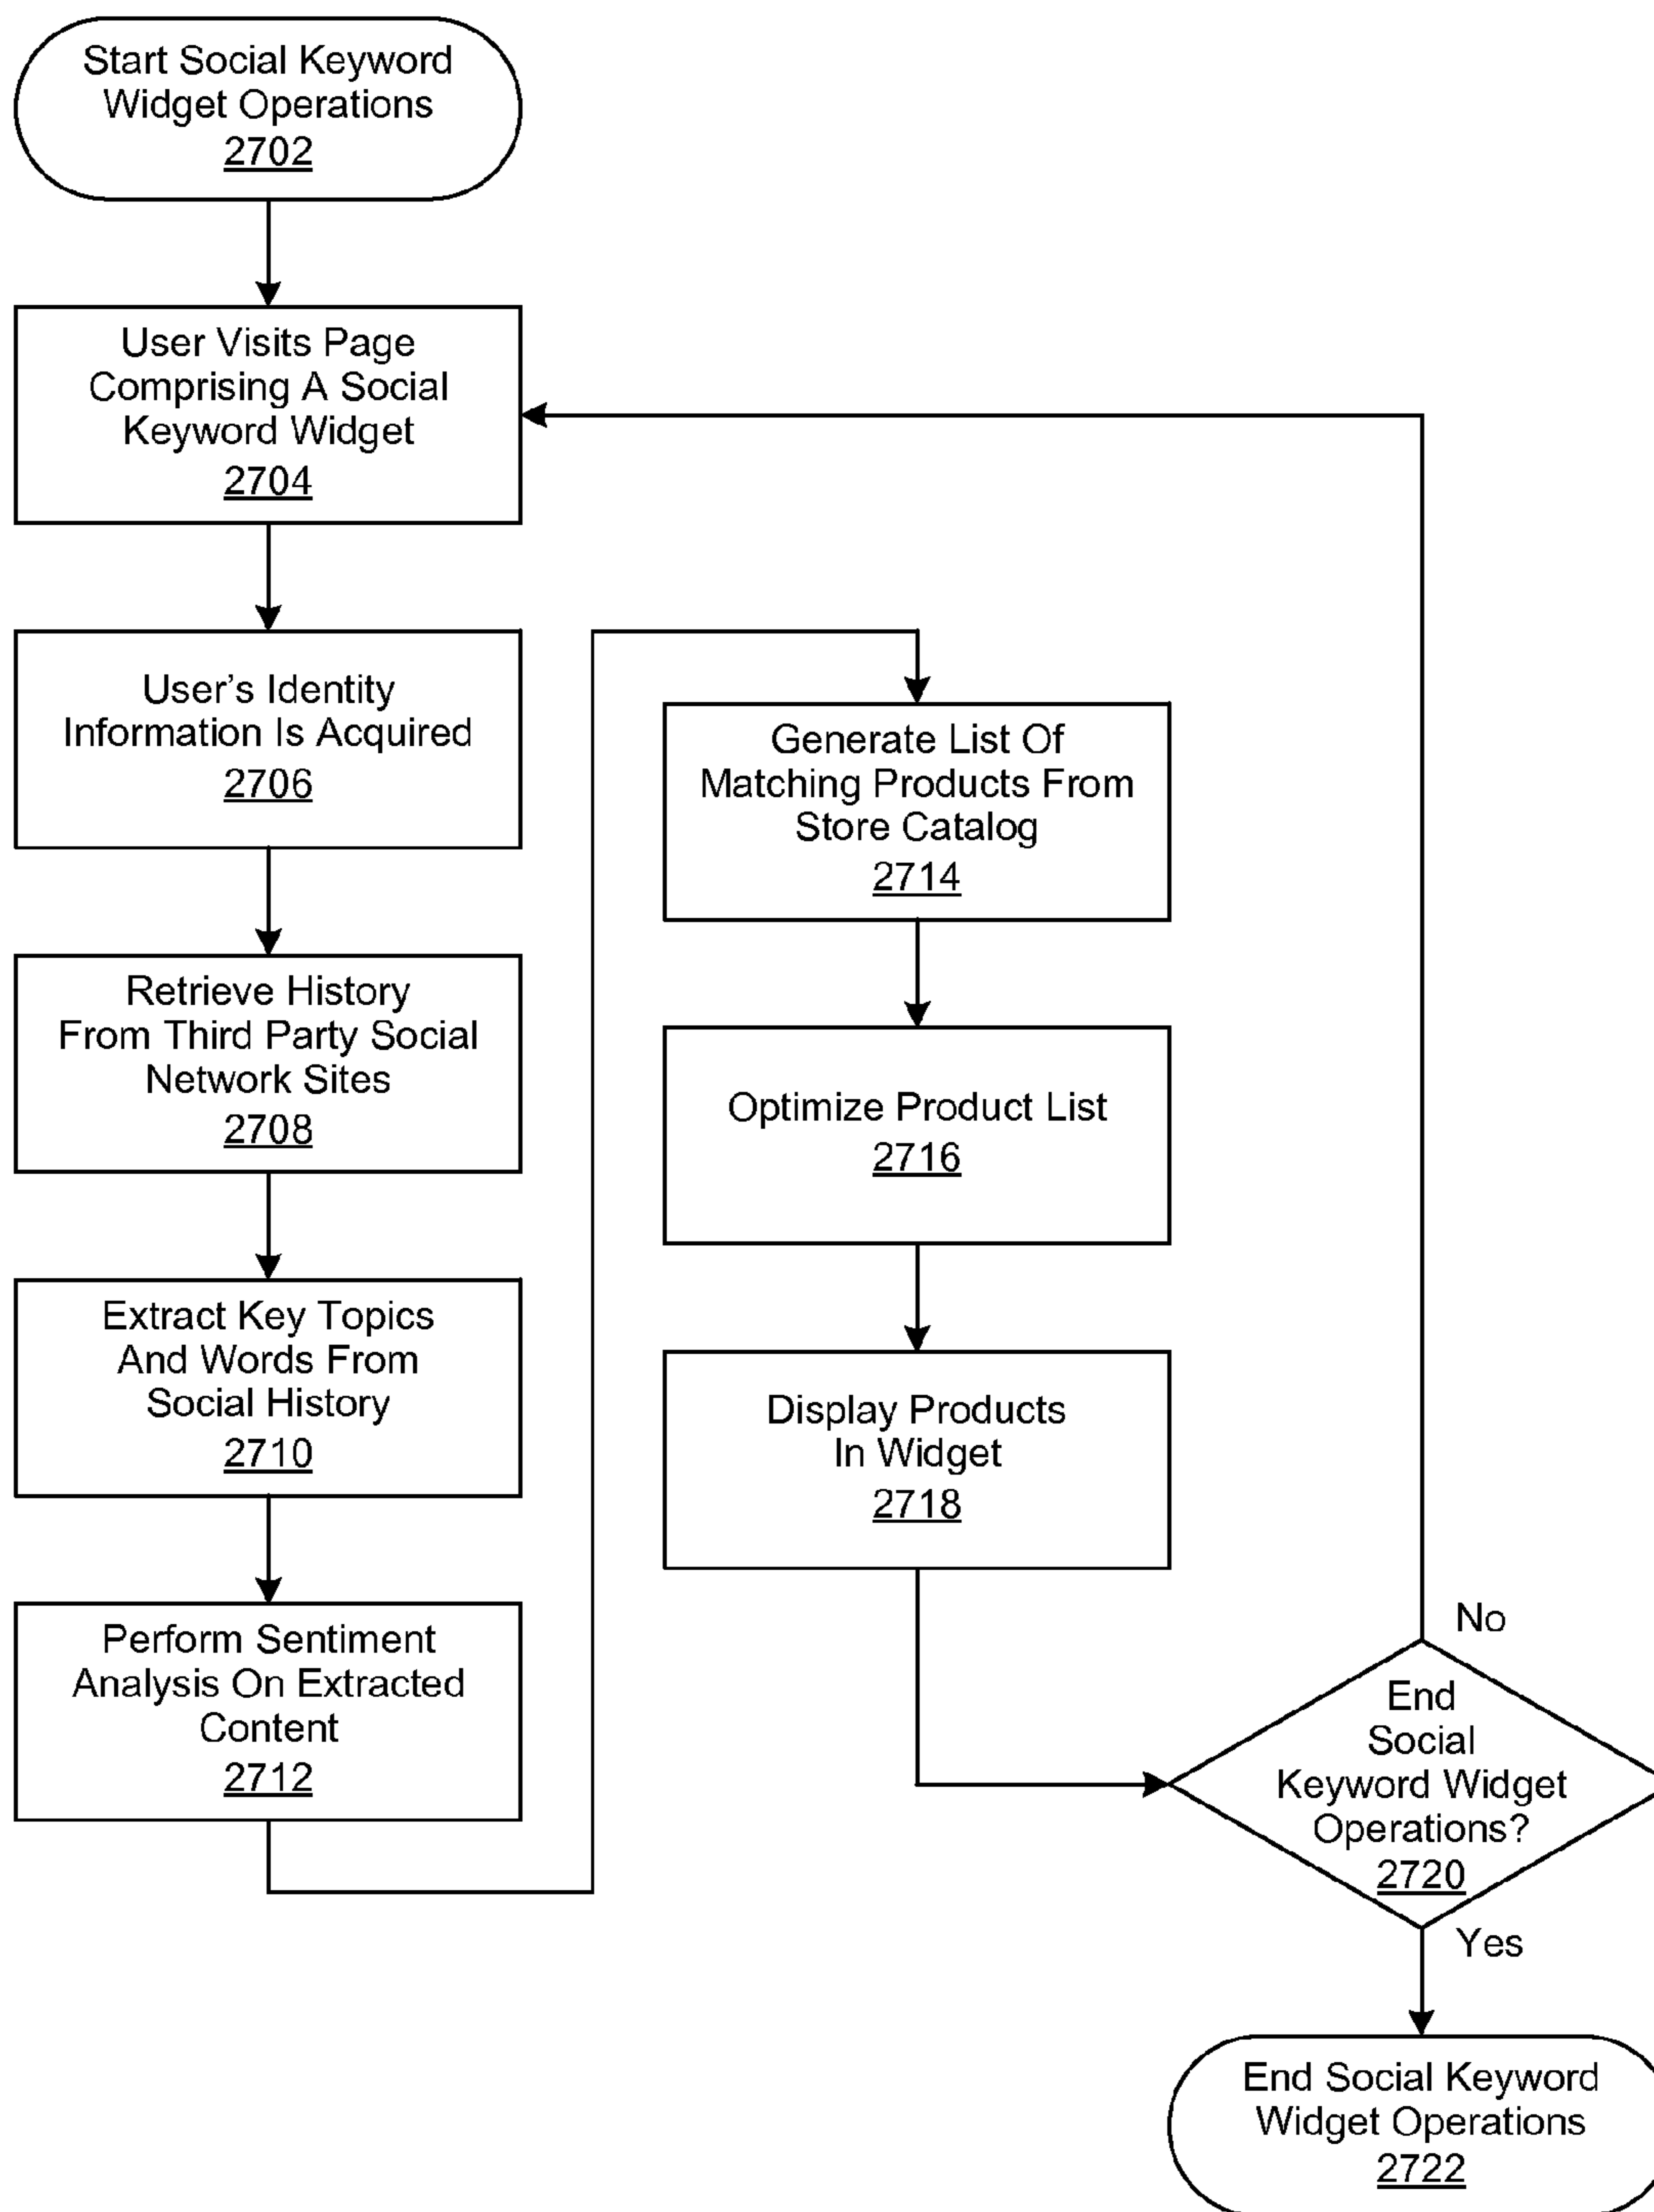 Start Social Keyword
Widget Operations
2702
User Visits Page
Comprising A Social
Keyword Widget
2704
User's Identity
Information Is Acquired
2706
Retrieve History
From Third Party Social
Network Sites
2708
Extract Key Topics
And Words From
Social History
2710
Perform Sentiment
Analysis On Extracted
Content
2712
Generate List Of
Matching Products From
Store Catalog
2714
Optimize Product List
2716
Display Products
In Widget
2718
No
End
Social
Keyword Widget
Operations?
2720
Yes
End Social Keyword
Widget Operations
2722